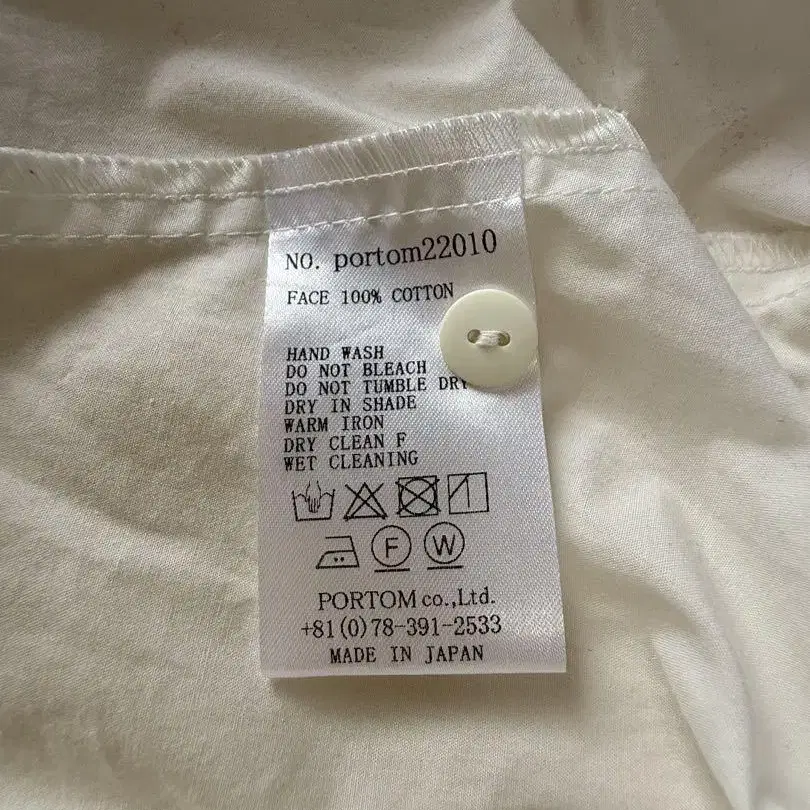 NO. portom22010
FACE 100% COTTON
HAND WASH
DO NOT BLEACH
DO NOT TUMBLE DRY
DRY IN SHADE
WARM IRON
DRY CLEAN F
WET CLEANING
F W
PORTOM co.,Ltd.
+81(0)78-391-2533
MADE IN JAPAN